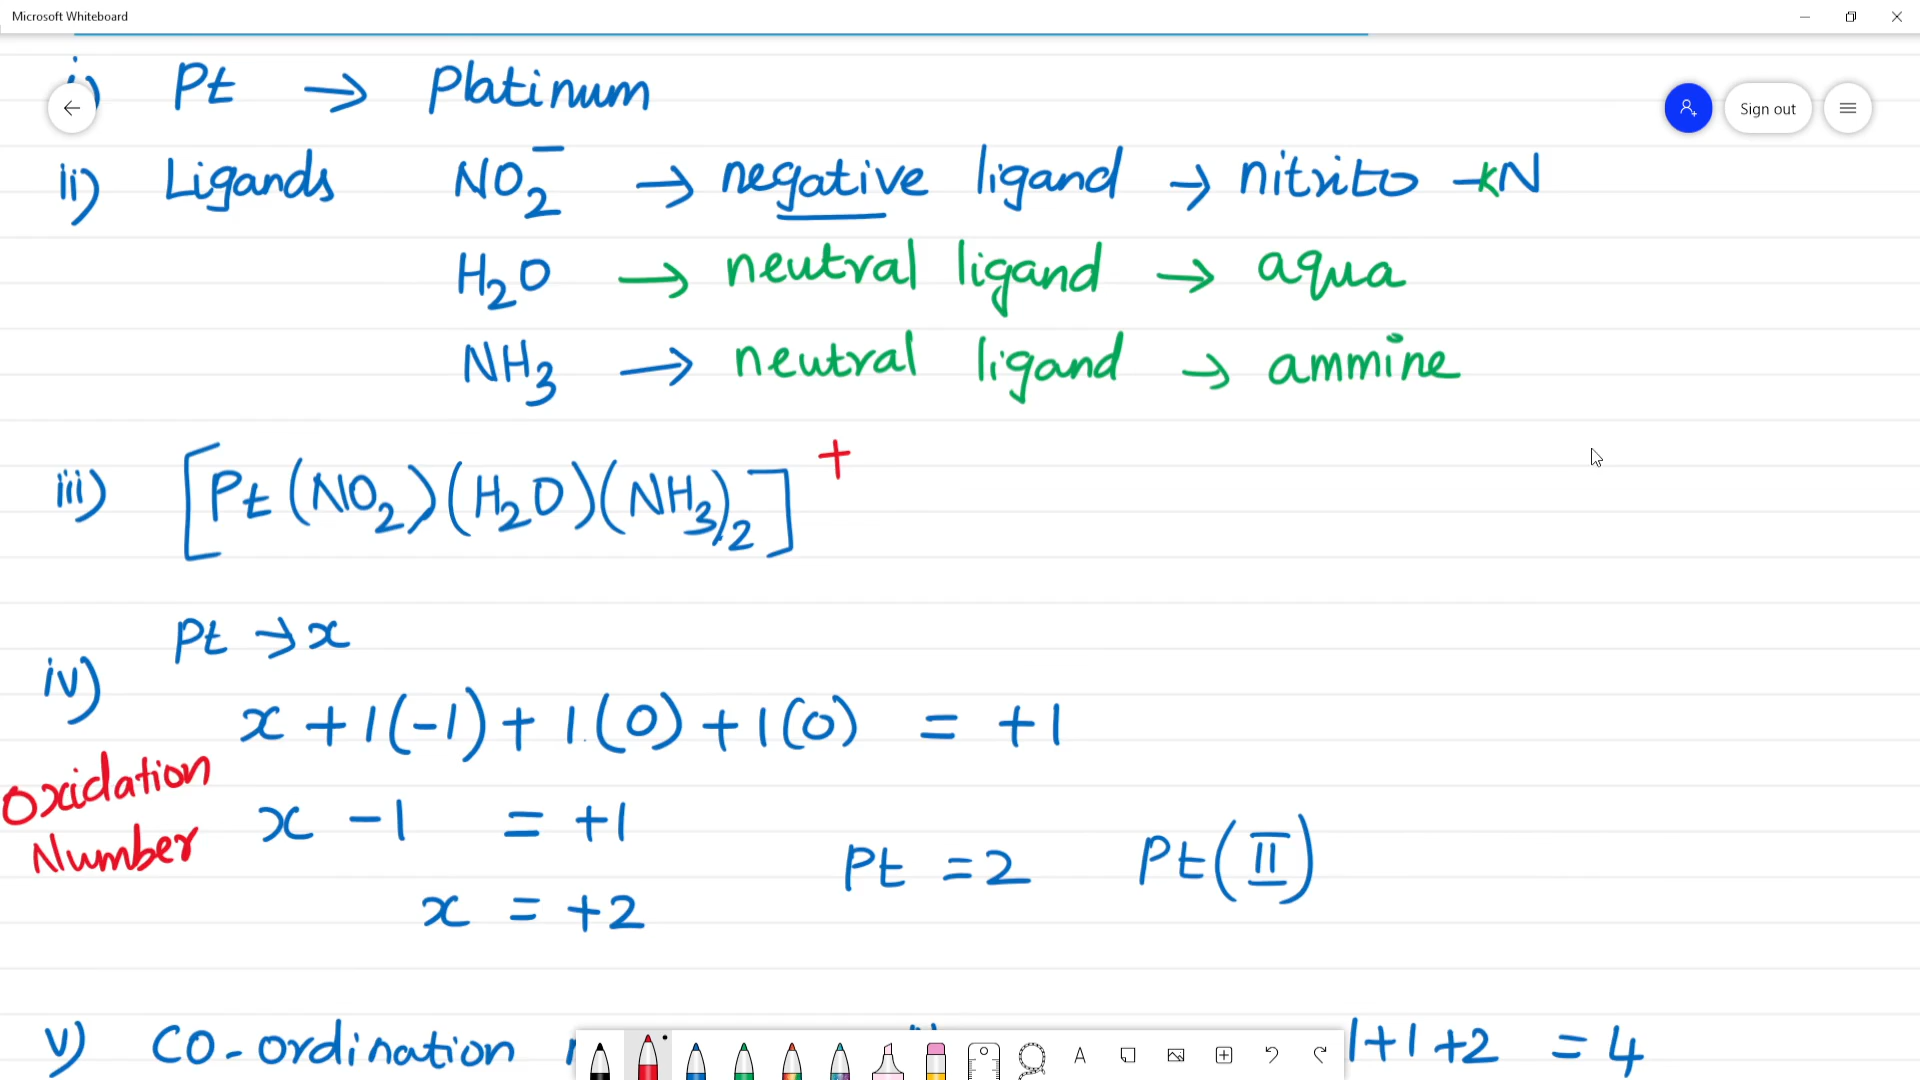 Microsoft Whiteboard
i) Pt → Platinum
Sign out
ii) Ligands NO₂⁻ → negative ligand → nitrito -κN
H₂O → neutral ligand → aqua
NH₃ → neutral ligand → ammine
iii) [Pt(NO₂)(H₂O)(NH₃)₂]⁺
Pt → x
iv)
x + 1(-1) + 1(0) + 1(0) = +1
Oxidation
Number
x - 1 = +1
Pt = 2 Pt(II)
x = +2
v) CO-ordination 1+1+2 = 4